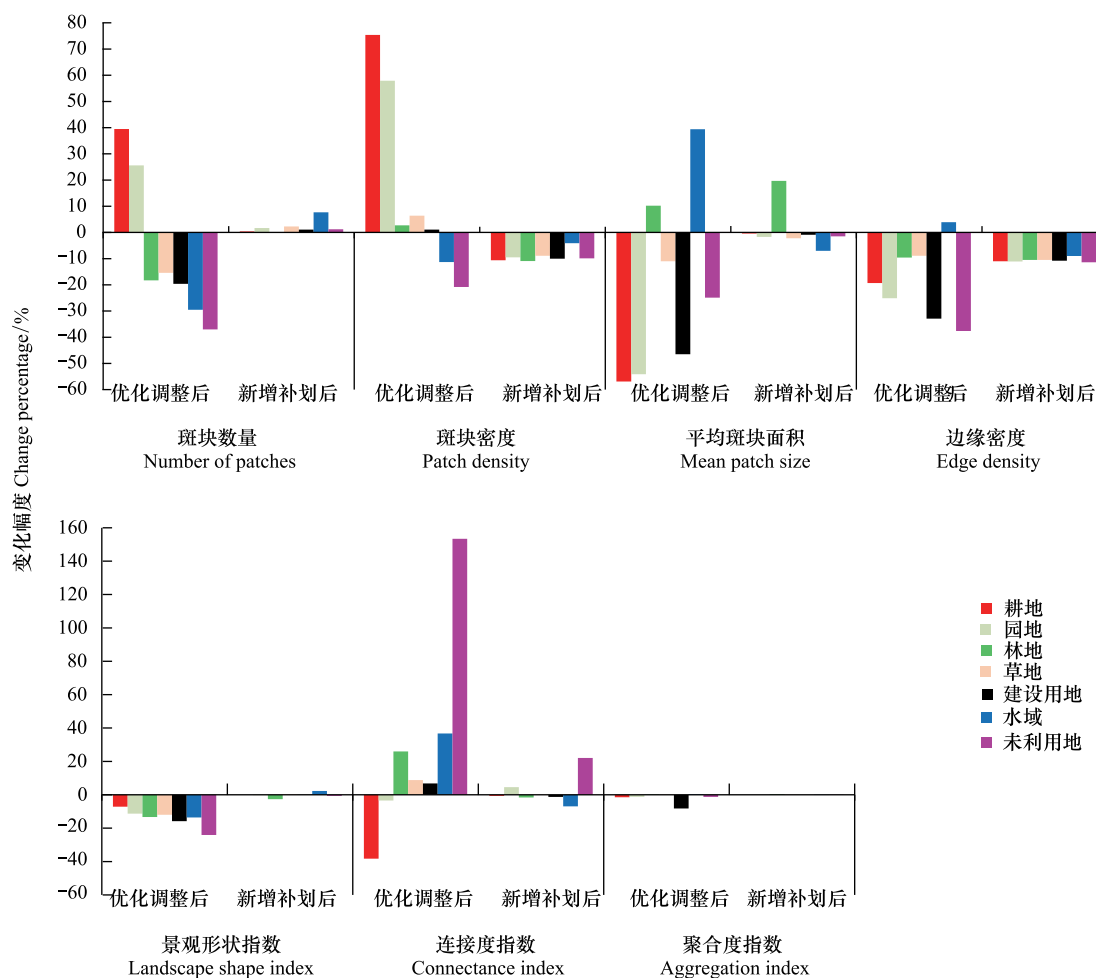 变化幅度 Change percentage/%
80
70
60
50
40
30
20
10
0
−10
−20
−30
−40
−50
−60
优化调整后 新增补划后 优化调整后 新增补划后 优化调整后 新增补划后 优化调整后 新增补划后
斑块数量 斑块密度 平均斑块面积 边缘密度
Number of patches Patch density Mean patch size Edge density
160
140
120
100
80
60
40
20
0
−20
−40
−60
优化调整后 新增补划后 优化调整后 新增补划后 优化调整后 新增补划后
景观形状指数 连接度指数 聚合度指数
Landscape shape index Connectance index Aggregation index
耕地
园地
林地
草地
建设用地
水域
未利用地